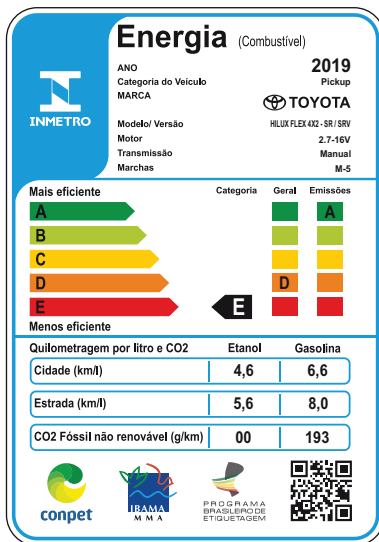 Energia (Combustível)
ANO 2019
Categoria do Veículo Pickup
MARCA TOYOTA
INMETRO
Modelo/ Versão HILUX FLEX 4X2 - SR / SRV
Motor 2.7-16V
Transmissão Manual
Marchas M-5
Mais eficiente Categoria Geral Emissões
A A
B
C
D D
E E
Menos eficiente
Quilometragem por litro e CO2 Etanol Gasolina
Cidade (km/l) 4,6 6,6
Estrada (km/l) 5,6 8,0
CO2 Fóssil não renovável (g/km) 00 193
conpet
IBAMA
MMA
PROGRAMA
BRASILEIRO DE
ETIQUETAGEM